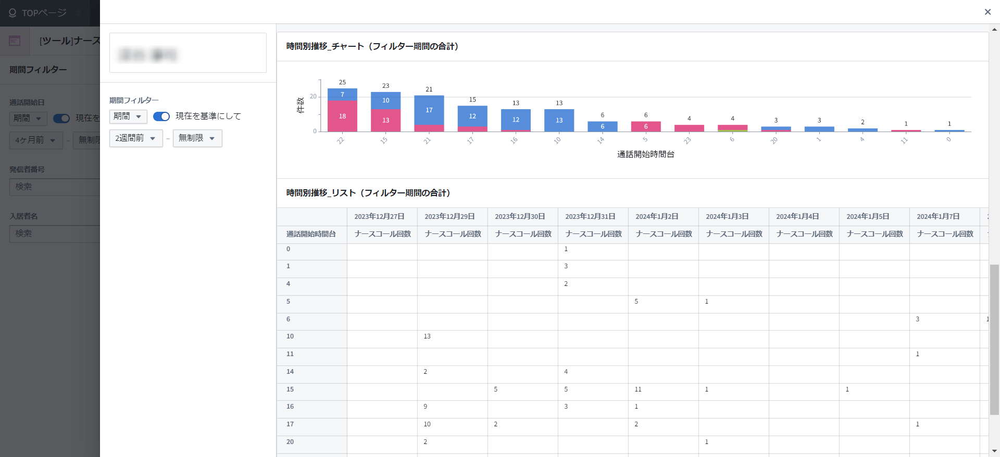 TOPページ
[ツール]ナース
期間フィルター
通話開始日
期間
現在を
4ヶ月前
–
無制限
発信者番号
検索
入居者名
検索
期間フィルター
期間
現在を基準にして
2週間前
–
無制限
時間別推移_チャート（フィルター期間の合計）
件数
20
0
25 23 21 15 13 13 6 6 4 4 3 3 2 1 1
7 10 17 12 12 13 6 6
18 13
22 15 21 17 16 10 14 5 23 6 20 1 4 11 0
通話開始時間台
時間別推移_リスト（フィルター期間の合計）
2023年12月27日 2023年12月29日 2023年12月30日 2023年12月31日 2024年1月2日 2024年1月3日 2024年1月4日 2024年1月5日 2024年1月7日 2
通話開始時間台 ナースコール回数 ナースコール回数 ナースコール回数 ナースコール回数 ナースコール回数 ナースコール回数 ナースコール回数 ナースコール回数 ナースコール回数
0 1
1 3
4 2
5 5 1
6 3 1
10 13
11 1
14 2 4
15 5 5 11 1 1
16 9 3 1
17 10 2 2 1
20 2 1